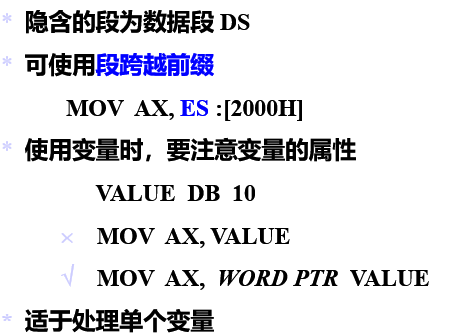 * 隐含的段为数据段 DS
* 可使用段跨越前缀
MOV AX, ES :[2000H]
* 使用变量时，要注意变量的属性
VALUE DB 10
× MOV AX, VALUE
√ MOV AX, WORD PTR VALUE
* 适于处理单个变量